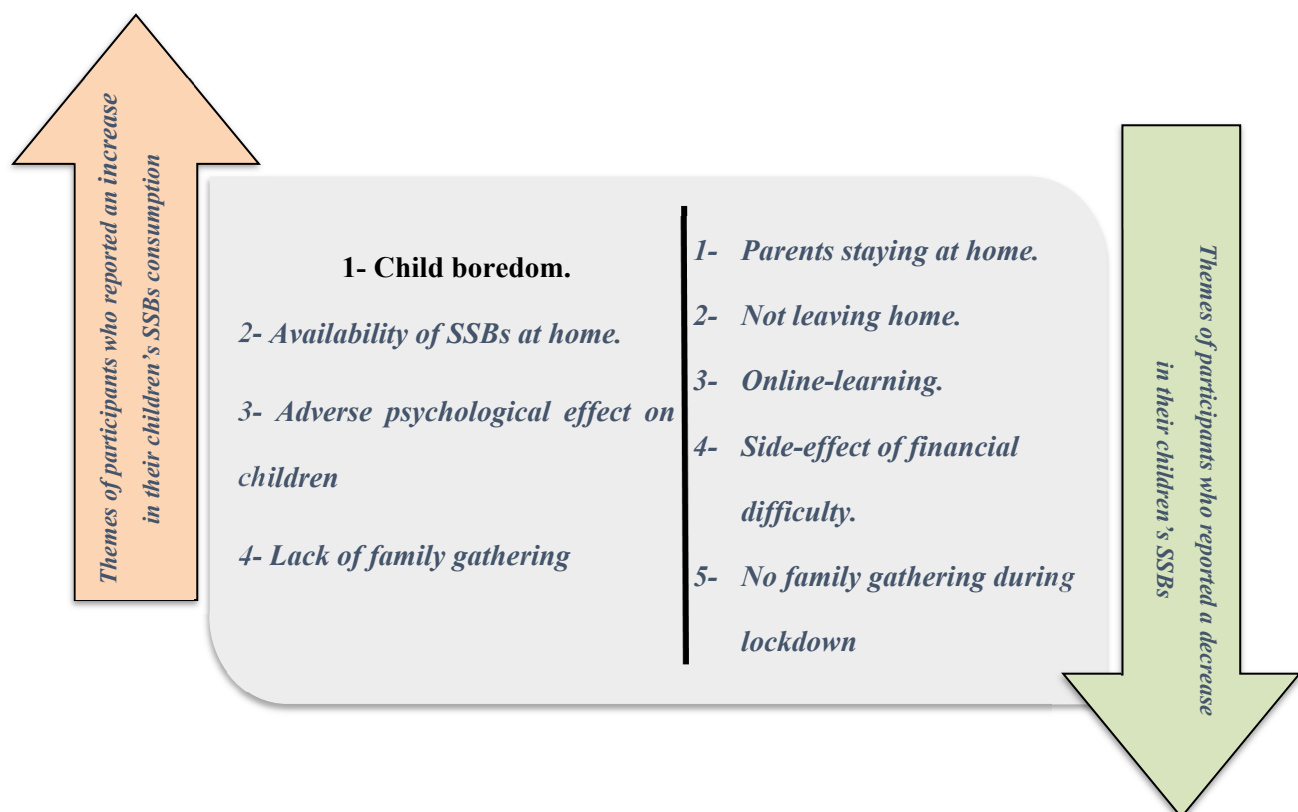 Themes of participants who reported an increase
in their children's SSBs consumption
1- Child boredom.
2- Availability of SSBs at home.
3- Adverse psychological effect on
children
4- Lack of family gathering
1- Parents staying at home.
2- Not leaving home.
3- Online-learning.
4- Side-effect of financial
difficulty.
5- No family gathering during
lockdown
Themes of participants who reported a decrease
in their children’s SSBs